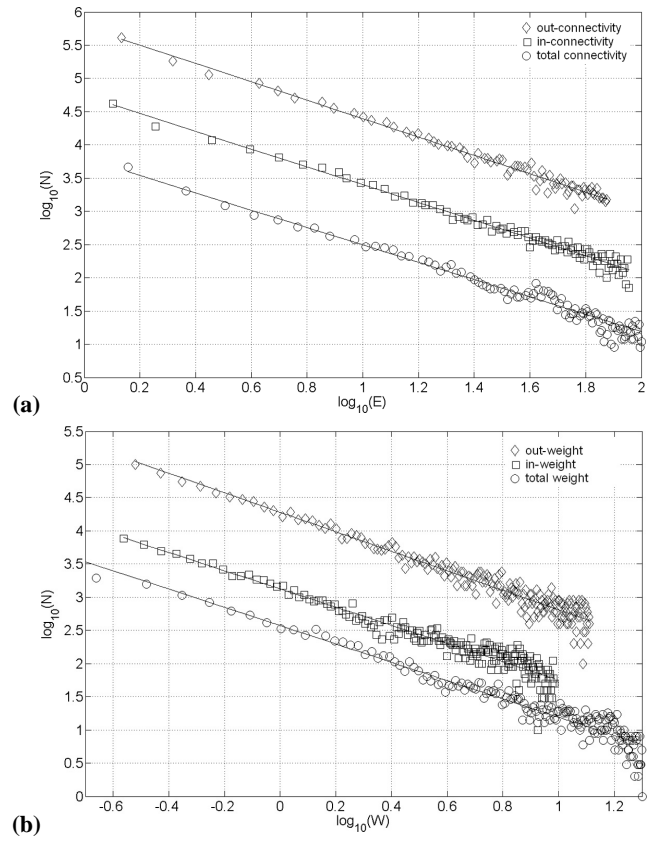 6
5.5
5
4.5
4
3.5
3
2.5
2
1.5
1
0.5
log10(N)
◇ out-connectivity
□ in-connectivity
○ total connectivity
0 0.2 0.4 0.6 0.8 1.0 1.2 1.4 1.6 1.8 2
log10(E)
(a)
5.5
5
4.5
4
3.5
3
2.5
2
1.5
1
0.5
0
log10(N)
◇ out-weight
□ in-weight
○ total weight
-0.6 -0.4 -0.2 0 0.2 0.4 0.6 0.8 1 1.2
log10(W)
(b)